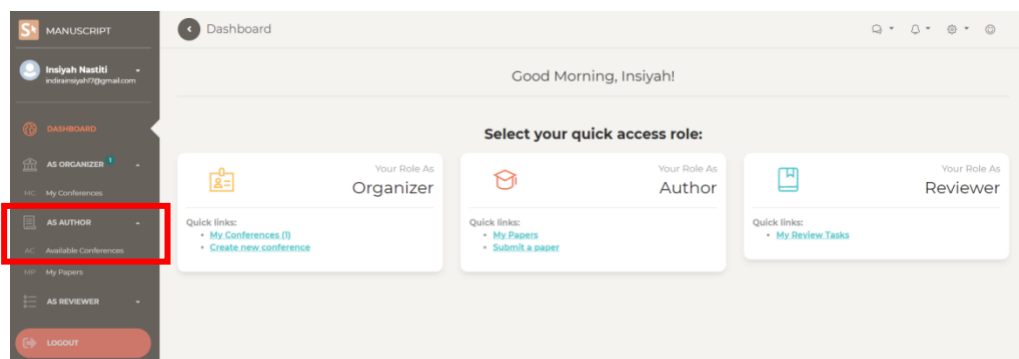 S
MANUSCRIPT
Insiyah Nastiti
indirainsiyah17@gmail.com
DASHBOARD
AS ORGANIZER 1
MC My Conferences
AS AUTHOR
AC Available Conferences
MP My Papers
AS REVIEWER
LOGOUT
Dashboard
Good Morning, Insiyah!
Select your quick access role:
Your Role As
Organizer
Quick links:
• My Conferences (1)
• Create new conference
Your Role As
Author
Quick links:
• My Papers
• Submit a paper
Your Role As
Reviewer
Quick links:
• My Review Tasks